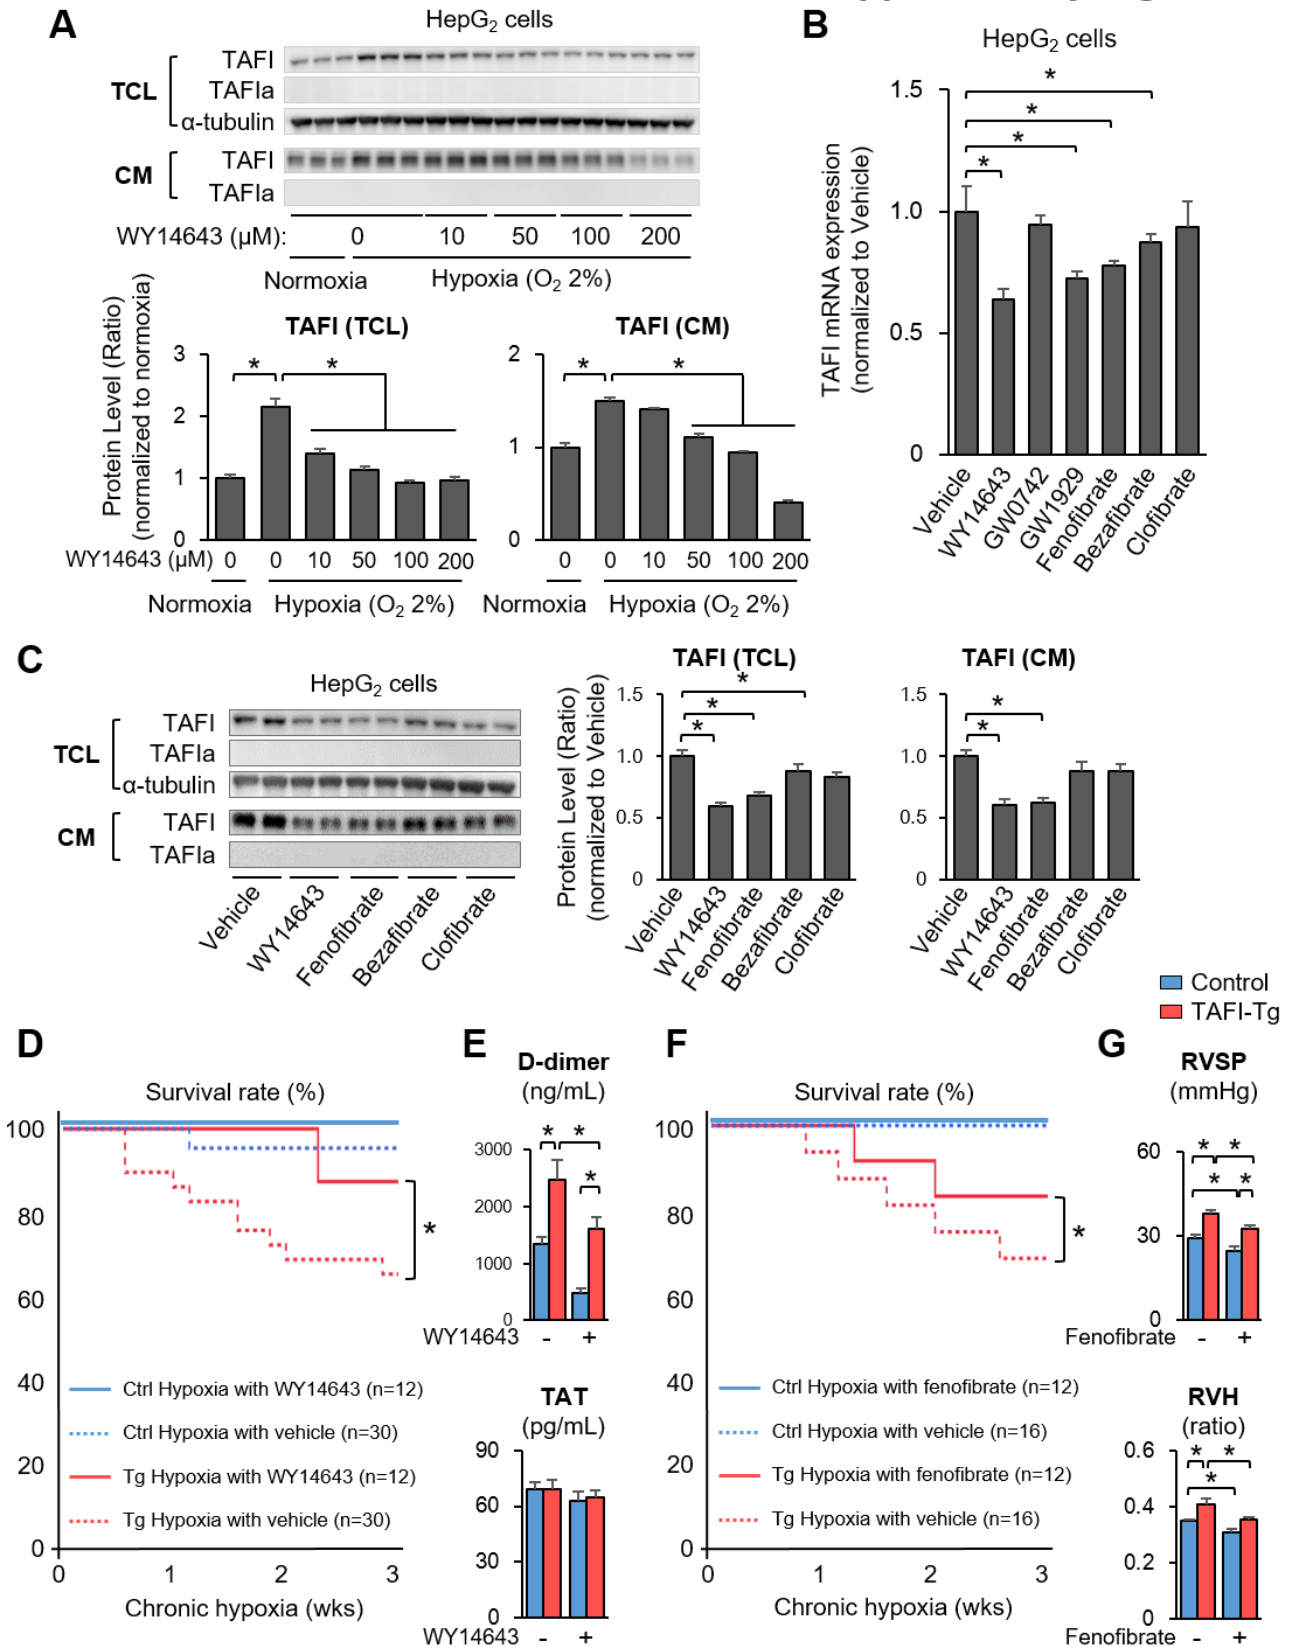 A
HepG2 cells
TCL
TAFI
TAFIa
α-tubulin
CM
TAFI
TAFIa
WY14643 (μM): 0 10 50 100 200
Normoxia Hypoxia (O2 2%)
Protein Level (Ratio)
(normalized to normoxia)
TAFI (TCL)
3
2
1
0
*
*
WY14643 (μM) 0 0 10 50 100 200
Normoxia Hypoxia (O2 2%)
TAFI (CM)
2
1
0
*
*
0 0 10 50 100 200
Normoxia Hypoxia (O2 2%)
B
HepG2 cells
TAFI mRNA expression
(normalized to Vehicle)
1.5
1.0
0.5
0
*
*
*
*
Vehicle
WY14643
GW0742
GW1929
Fenofibrate
Bezafibrate
Clofibrate
C
HepG2 cells
TCL
TAFI
TAFIa
α-tubulin
CM
TAFI
TAFIa
Vehicle
WY14643
Fenofibrate
Bezafibrate
Clofibrate
Protein Level (Ratio)
(normalized to Vehicle)
TAFI (TCL)
1.5
1.0
0.5
0
*
*
*
Vehicle
WY14643
Fenofibrate
Bezafibrate
Clofibrate
TAFI (CM)
1.5
1.0
0.5
0
*
*
Vehicle
WY14643
Fenofibrate
Bezafibrate
Clofibrate
Control
TAFI-Tg
D
Survival rate (%)
100
80
60
40
20
0
*
Ctrl Hypoxia with WY14643 (n=12)
Ctrl Hypoxia with vehicle (n=30)
Tg Hypoxia with WY14643 (n=12)
Tg Hypoxia with vehicle (n=30)
0 1 2 3
Chronic hypoxia (wks)
E
D-dimer
(ng/mL)
3000
2000
1000
0
* *
*
WY14643 - +
TAT
(pg/mL)
90
60
30
0
WY14643 - +
F
Survival rate (%)
100
80
60
40
20
0
*
Ctrl Hypoxia with fenofibrate (n=12)
Ctrl Hypoxia with vehicle (n=16)
Tg Hypoxia with fenofibrate (n=12)
Tg Hypoxia with vehicle (n=16)
0 1 2 3
Chronic hypoxia (wks)
G
RVSP
(mmHg)
60
30
0
* *
* *
Fenofibrate - +
RVH
(ratio)
0.6
0.4
0.2
0
* *
*
Fenofibrate - +